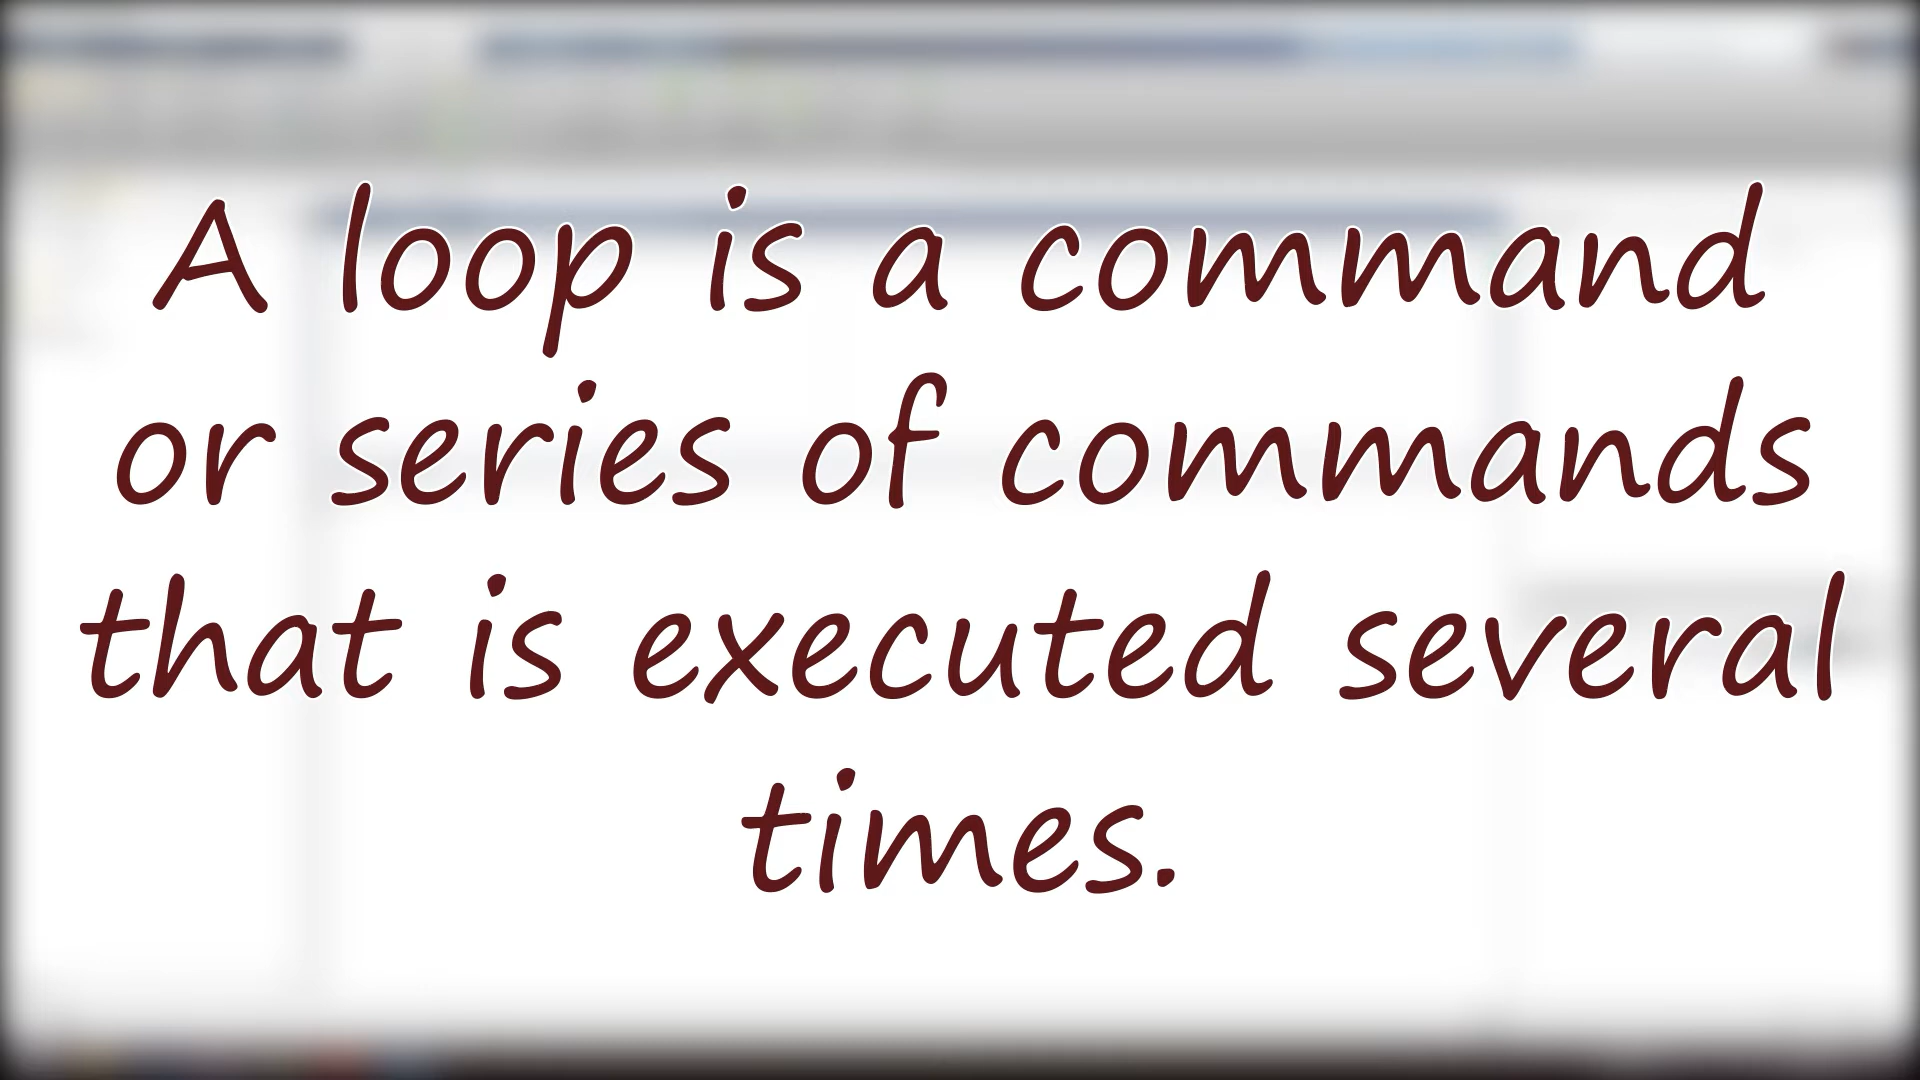 A loop is a command
or series of commands
that is executed several
times.